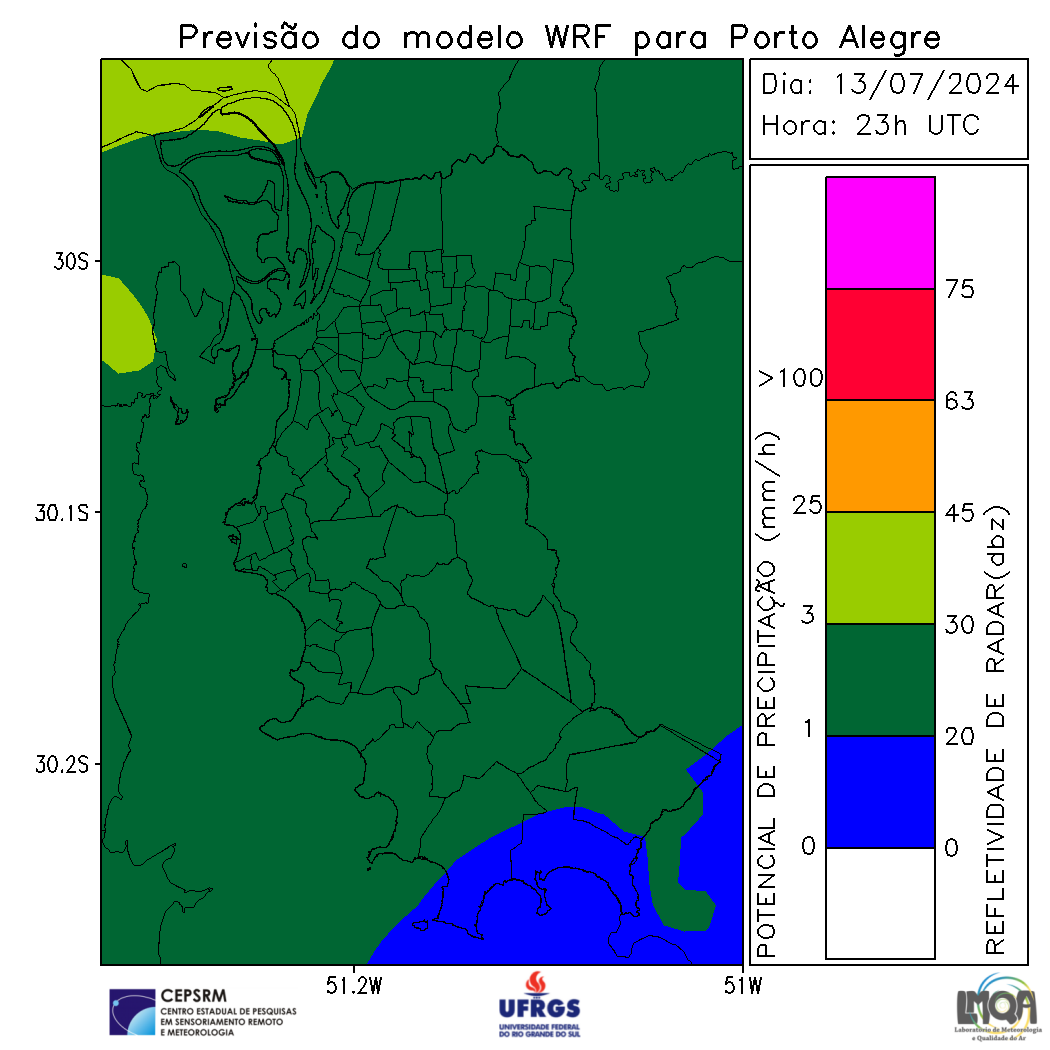 Previsão do modelo WRF para Porto Alegre
Dia: 13/07/2024
Hora: 23h UTC
30S
30.1S
30.2S
51.2W
51W
POTENCIAL DE PRECIPITAÇÃO (mm/h)
>100
25
3
1
0
75
63
45
30
20
0
REFLETIVIDADE DE RADAR(dbz)
CEPSRM
CENTRO ESTADUAL DE PESQUISAS
EM SENSORIAMENTO REMOTO
E METEOROLOGIA
UFRGS
UNIVERSIDADE FEDERAL
DO RIO GRANDE DO SUL
LMQA
Laboratório de Meteorologia
e Qualidade do Ar